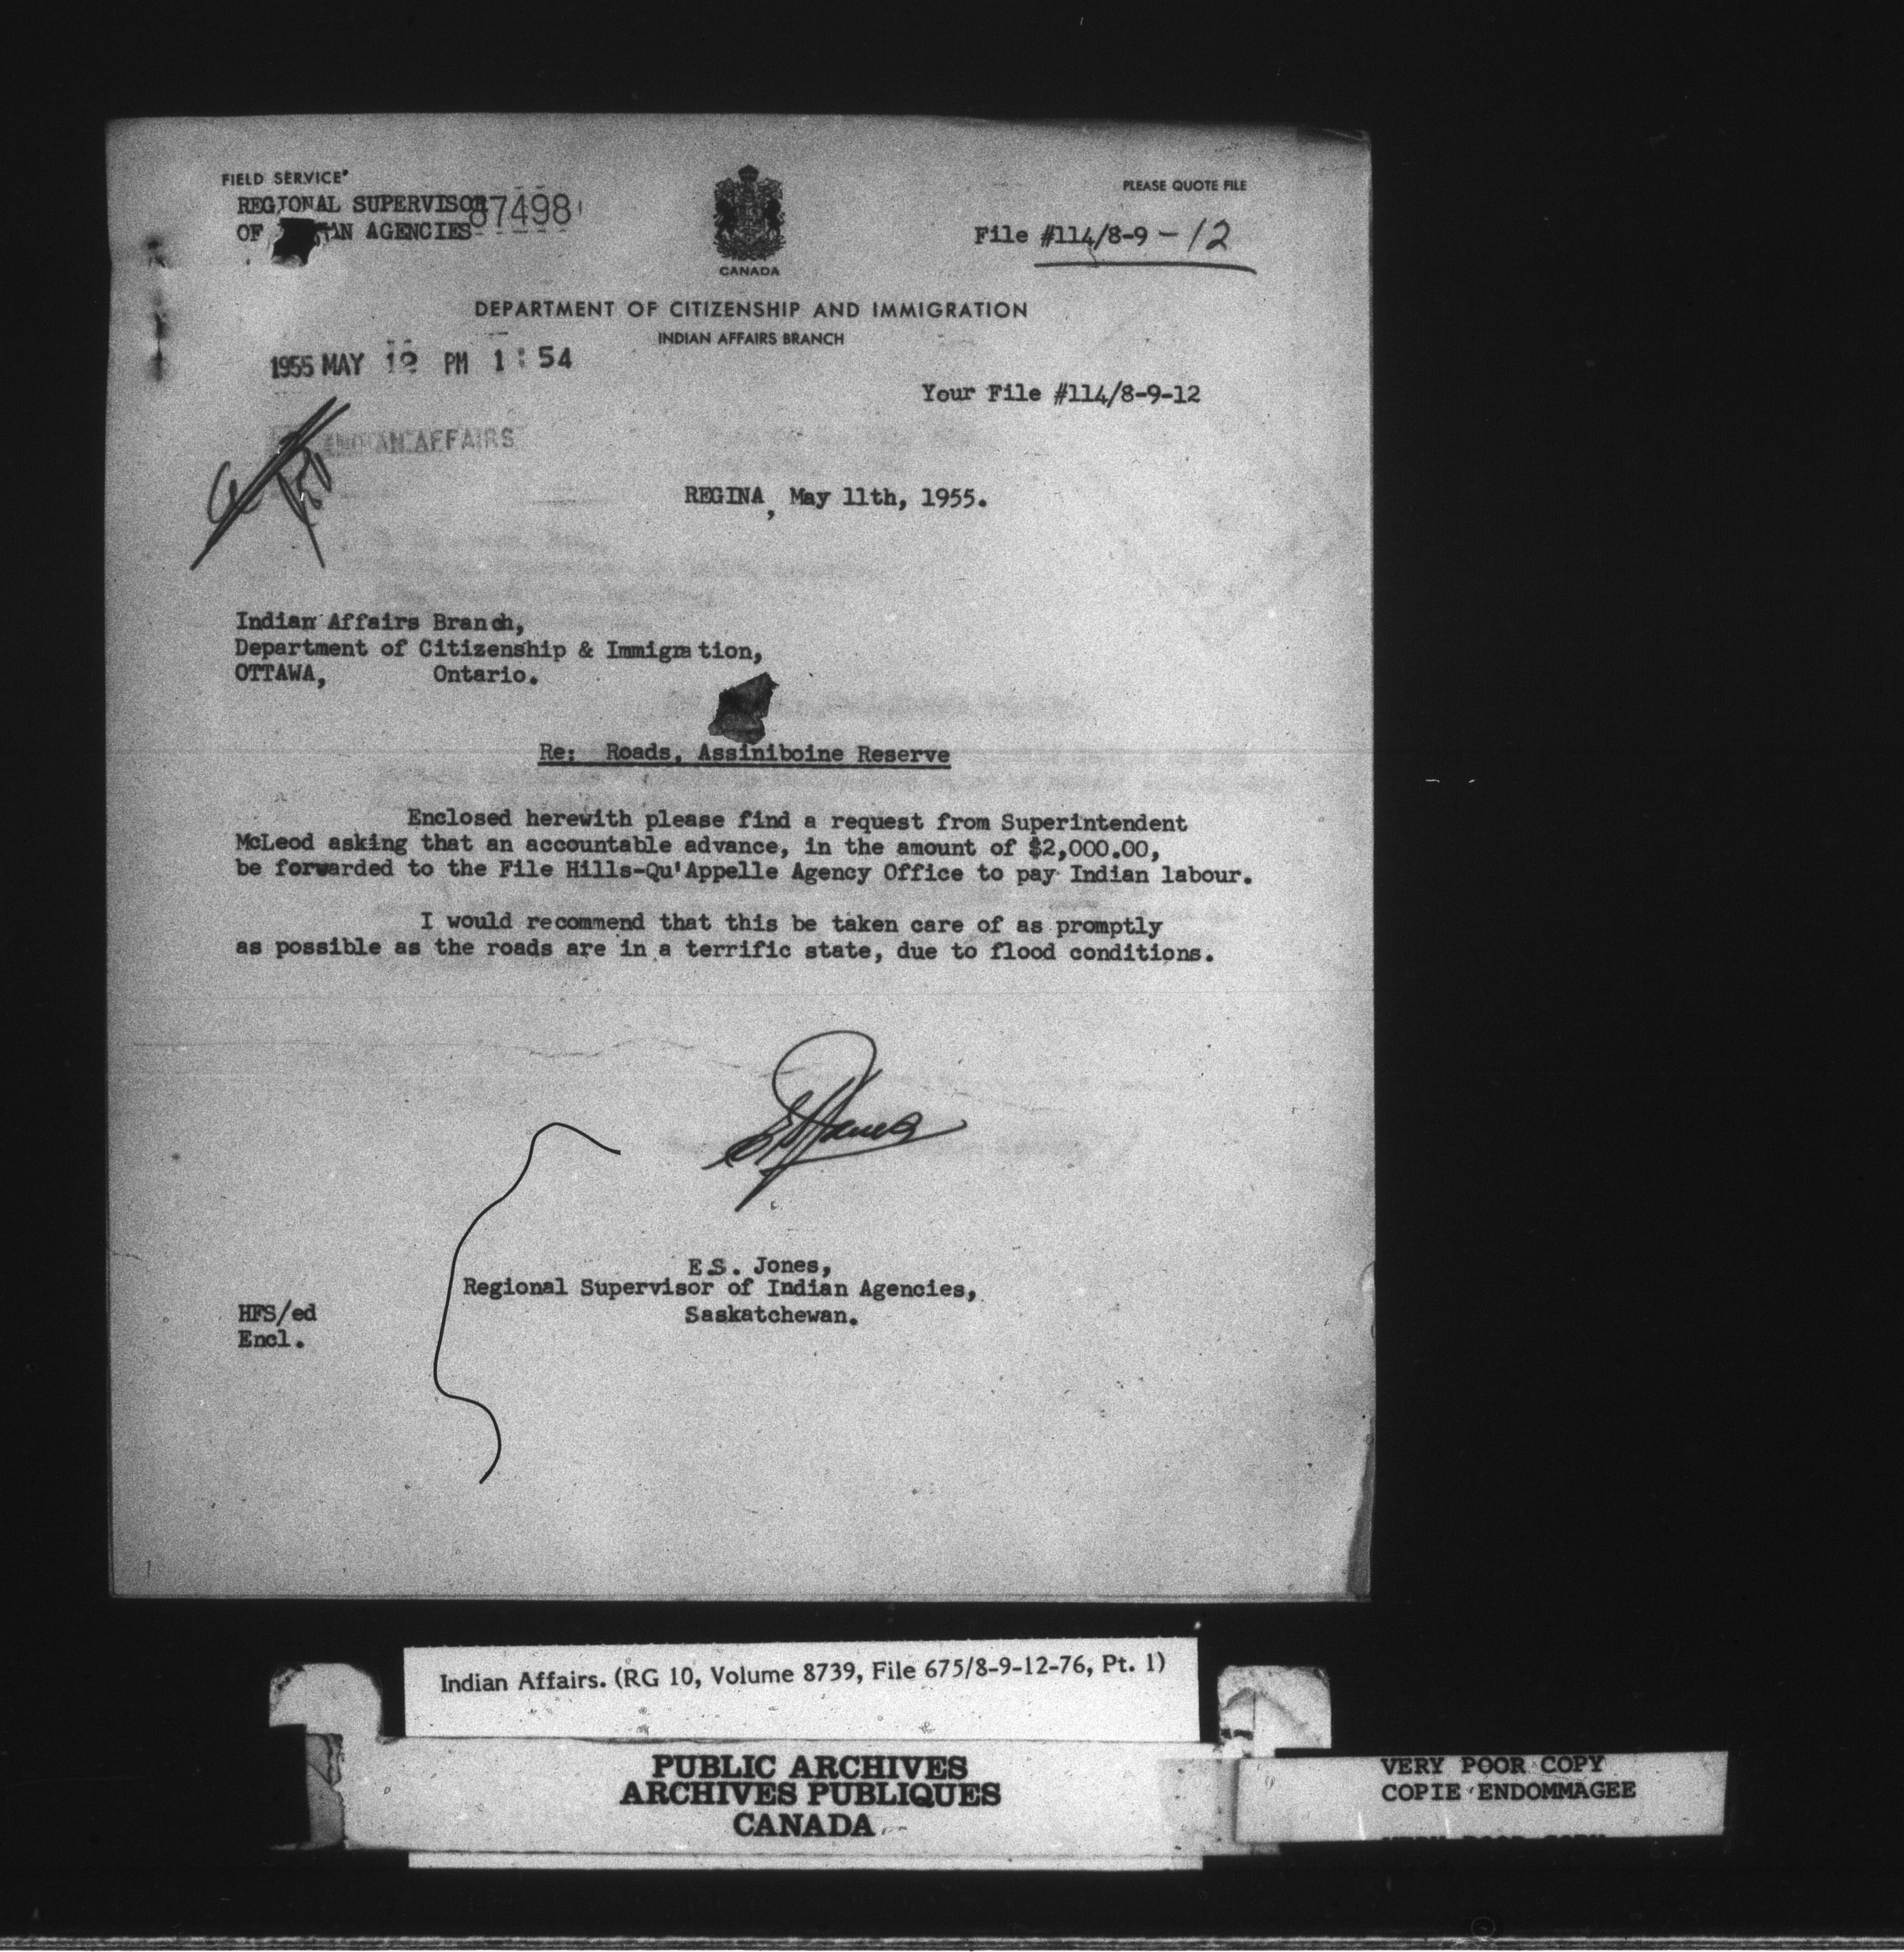 FIELD SERVICE
REGIONAL SUPERVISOR
OF AGENCIES
87498
CANADA
PLEASE QUOTE FILE
File #114/8-9-12
DEPARTMENT OF CITIZENSHIP AND IMMIGRATION
INDIAN AFFAIRS BRANCH
1955 MAY 12 PM 1:54
Your File #114/8-9-12
INDIAN AFFAIRS
REGINA, May 11th, 1955.
Indian Affairs Branch,
Department of Citizenship & Immigration,
OTTAWA, Ontario.
Re: Roads, Assiniboine Reserve
Enclosed herewith please find a request from Superintendent
McLeod asking that an accountable advance, in the amount of $2,000.00,
be forwarded to the File Hills-Qu'Appelle Agency Office to pay Indian labour.
I would recommend that this be taken care of as promptly
as possible as the roads are in a terrific state, due to flood conditions.
ES Jones
E.S. Jones,
Regional Supervisor of Indian Agencies,
Saskatchewan.
HFS/ed
Encl.
Indian Affairs. (RG 10, Volume 8739, File 675/8-9-12-76, Pt. 1)
PUBLIC ARCHIVES
ARCHIVES PUBLIQUES
CANADA
VERY POOR COPY
COPIE ENDOMMAGEE